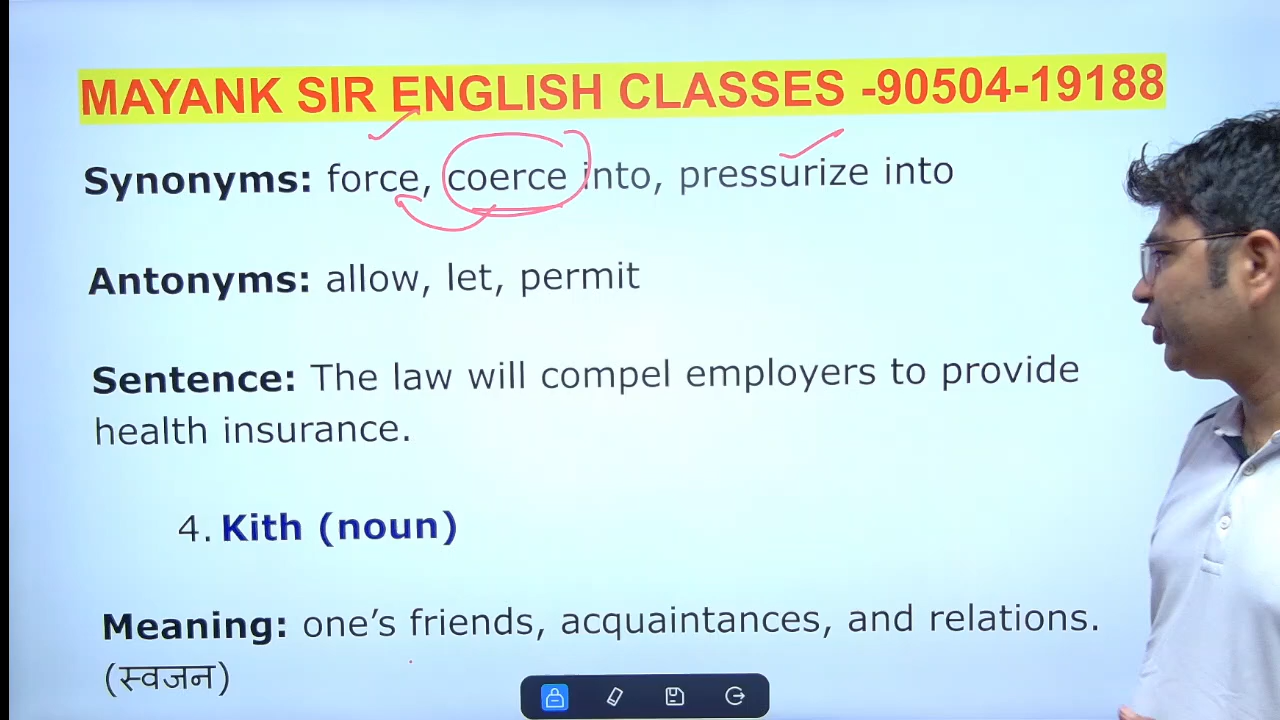 MAYANK SIR ENGLISH CLASSES -90504-19188
Synonyms: force, coerce into, pressurize into
Antonyms: allow, let, permit
Sentence: The law will compel employers to provide
health insurance.
4. Kith (noun)
Meaning: one’s friends, acquaintances, and relations.
(स्वजन)